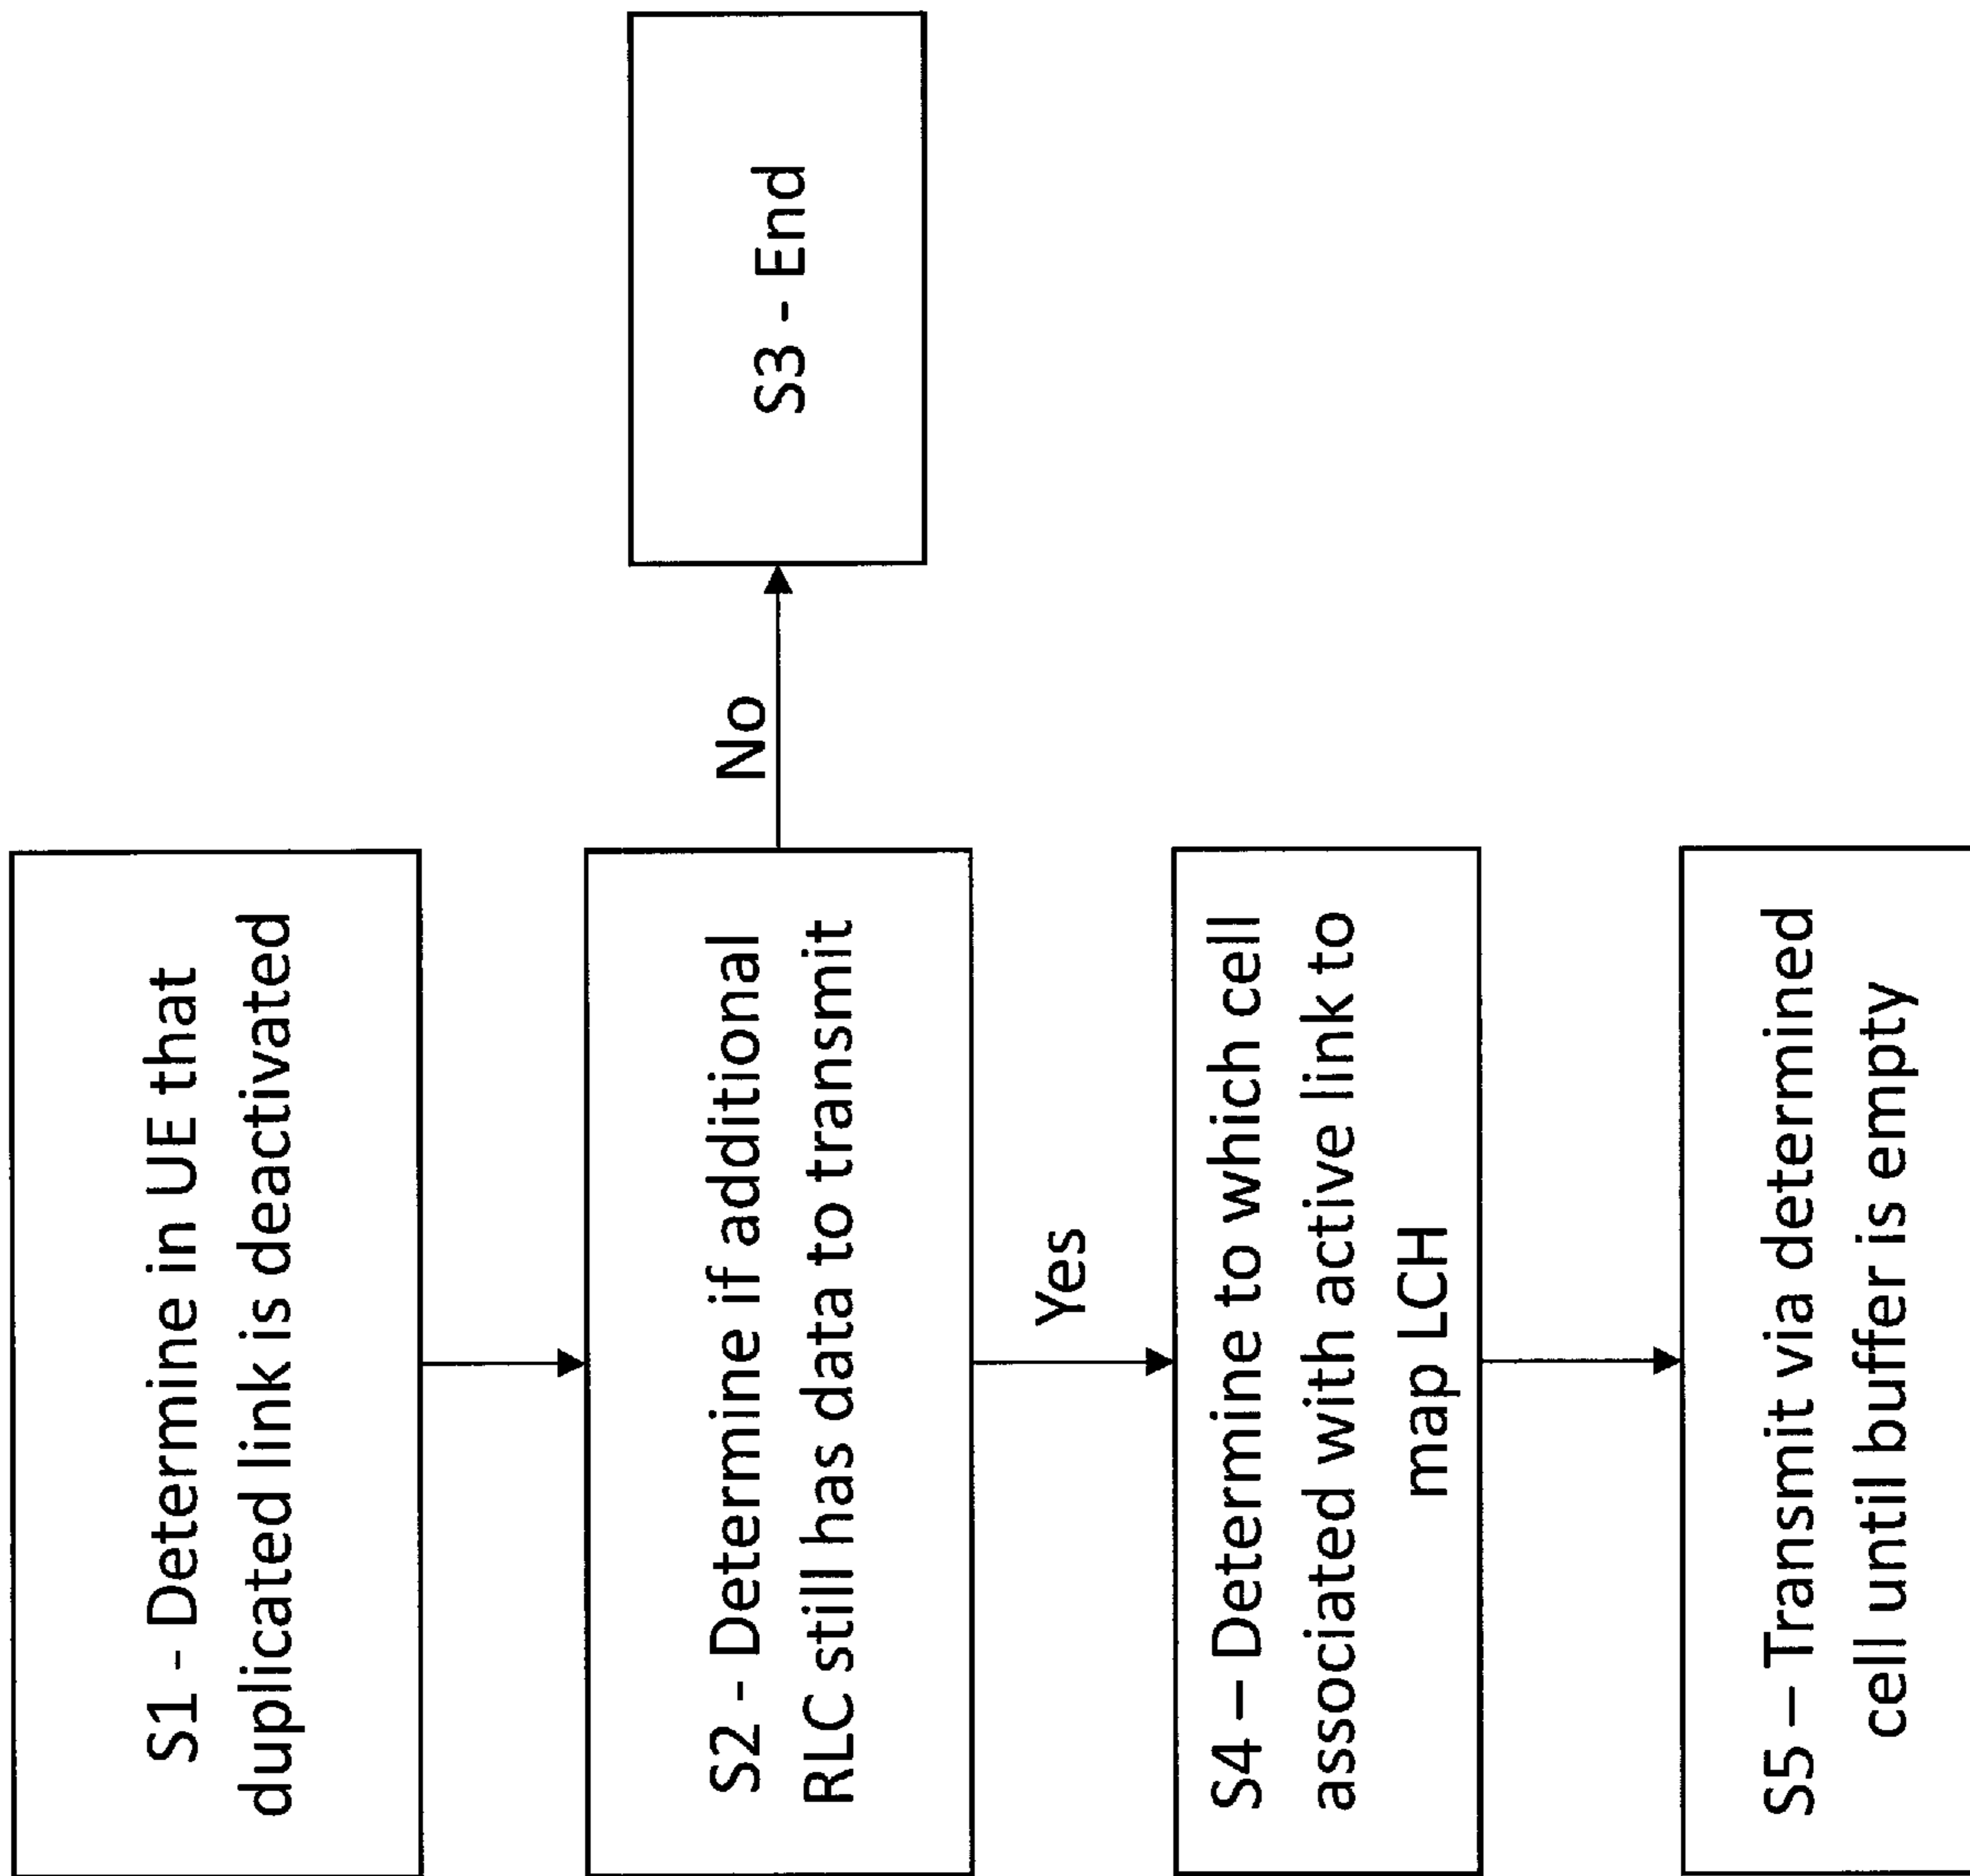 S1 - Determine in UE that
duplicated link is deactivated
S2 - Determine if additional
RLC still has data to transmit
No
S3 - End
Yes
S4 – Determine to which cell
associated with active link to
map LCH
S5 – Transmit via determined
cell until buffer is empty